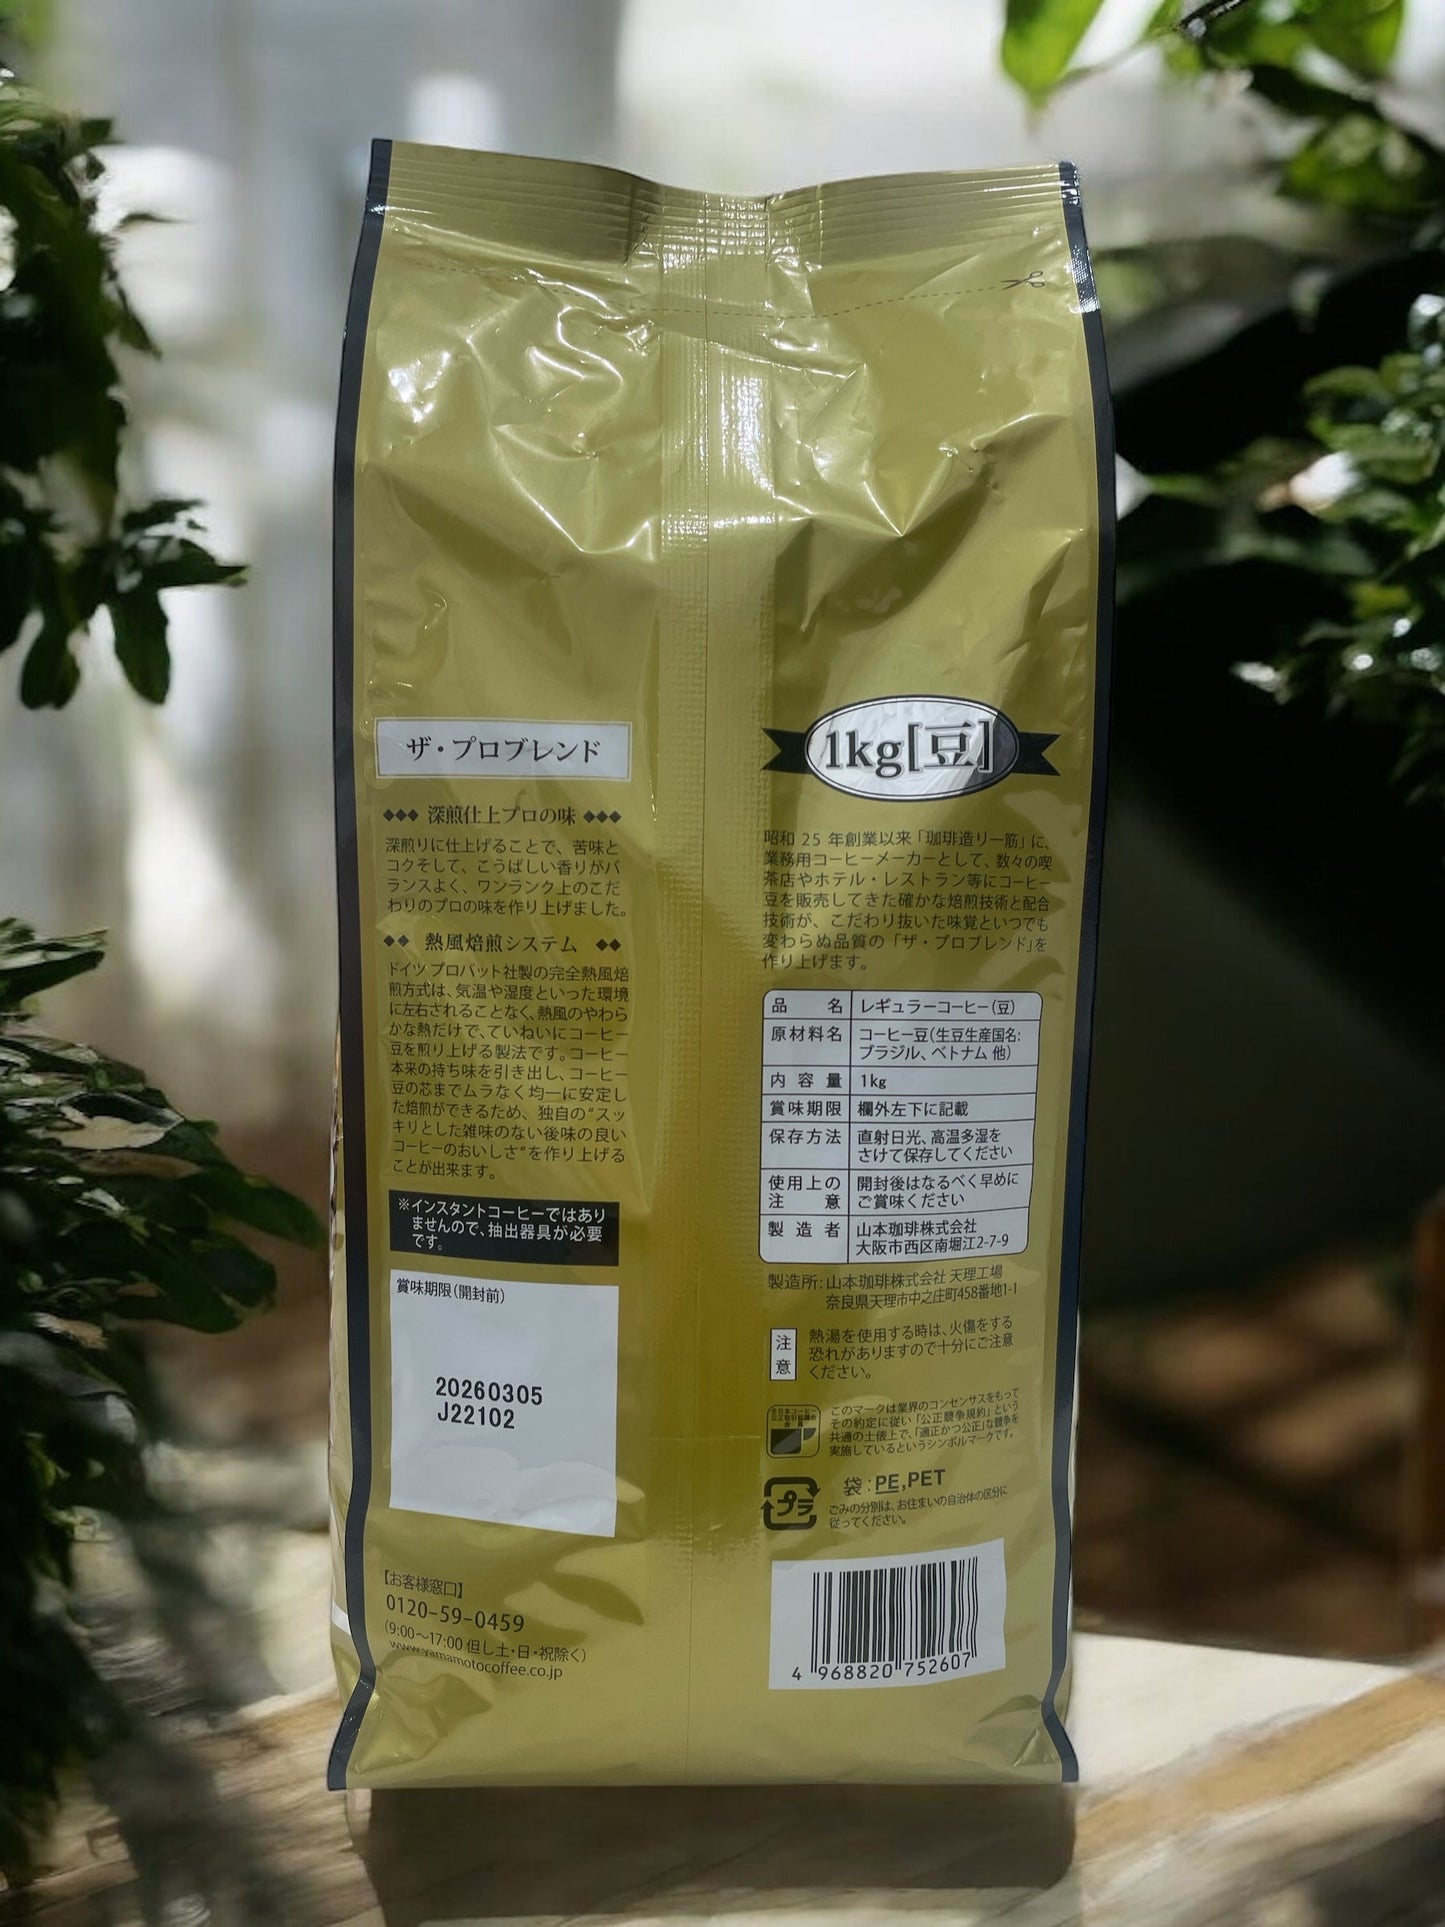 ザ・プロブレンド
◆◆◆ 深煎仕上プロの味 ◆◆◆
深煎りに仕上げることで、苦味と
コクそして、こうばしい香りがバ
ランスよく、ワンランク上のこだ
わりのプロの味を作り上げました。
◆◆ 熱風焙煎システム ◆◆
ドイツ プロバット社製の完全熱風焙
煎方式は、気温や湿度といった環境
に左右されることなく、熱風のやわら
かな熱だけで、ていねいにコーヒー
豆を煎り上げる製法です。コーヒー
本来の持ち味を引き出し、コーヒー
豆の芯までムラなく均一に安定し
た焙煎ができるため、独自の“スッ
キリとした雑味のない後味の良い
コーヒーのおいしさ”を作り上げる
ことが出来ます。
※インスタントコーヒーではあり
ませんので、抽出器具が必要
です。
賞味期限(開封前)
20260305
J22102
【お客様窓口】
0120-59-0459
(9:00〜17:00 但し土・日・祝除く)
www.yamamotocoffee.co.jp
1kg[豆]
昭和 25 年創業以来「珈琲造り一筋」に、
業務用コーヒーメーカーとして、数々の喫
茶店やホテル・レストラン等にコーヒー
豆を販売してきた確かな焙煎技術と配合
技術が、こだわり抜いた味覚といつでも
変わらぬ品質の「ザ・プロブレンド」を
作り上げます。
品名 レギュラーコーヒー(豆)
原材料名 コーヒー豆(生豆生産国名:
ブラジル、ベトナム 他)
内容量 1kg
賞味期限 欄外左下に記載
保存方法 直射日光、高温多湿を
さけて保存してください
使用上の 開封後はなるべく早めに
注意 ご賞味ください
製造者 山本珈琲株式会社
大阪市西区南堀江2-7-9
製造所:山本珈琲株式会社 天理工場
奈良県天理市中之庄町458番地1-1
注意
熱湯を使用する時は、火傷をする
恐れがありますので十分にご注意
ください。
全日本コーヒー
公正取引協議会
会員
このマークは業界のコンセンサスをもって
その約定に従い「公正競争規約」という
共通の土俵上で、「適正かつ公正」な競争を
実施しているというシンボルマークです。
プラ
袋:PE,PET
ごみの分別は、お住まいの自治体の区分に
従ってください。
4 968820 752607